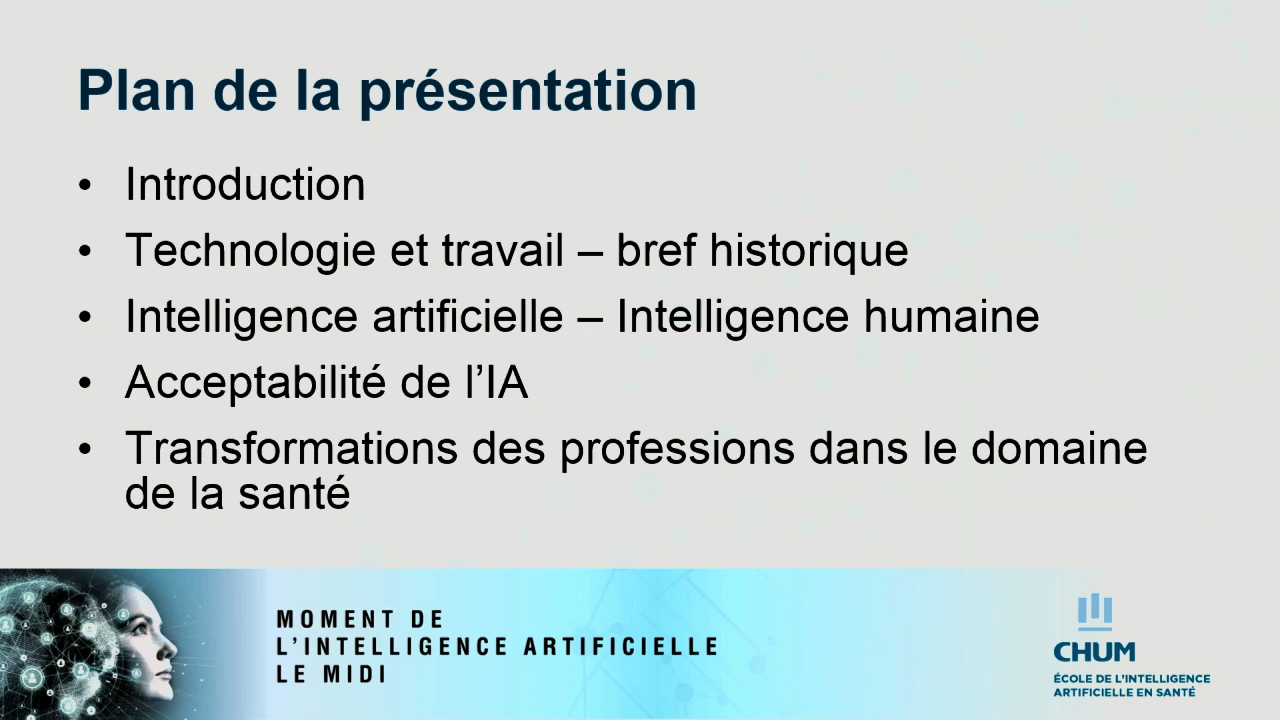 Plan de la présentation
• Introduction
• Technologie et travail – bref historique
• Intelligence artificielle – Intelligence humaine
• Acceptabilité de l’IA
• Transformations des professions dans le domaine
de la santé
MOMENT DE
L’INTELLIGENCE ARTIFICIELLE
LE MIDI
CHUM
ÉCOLE DE L’INTELLIGENCE
ARTIFICIELLE EN SANTÉ